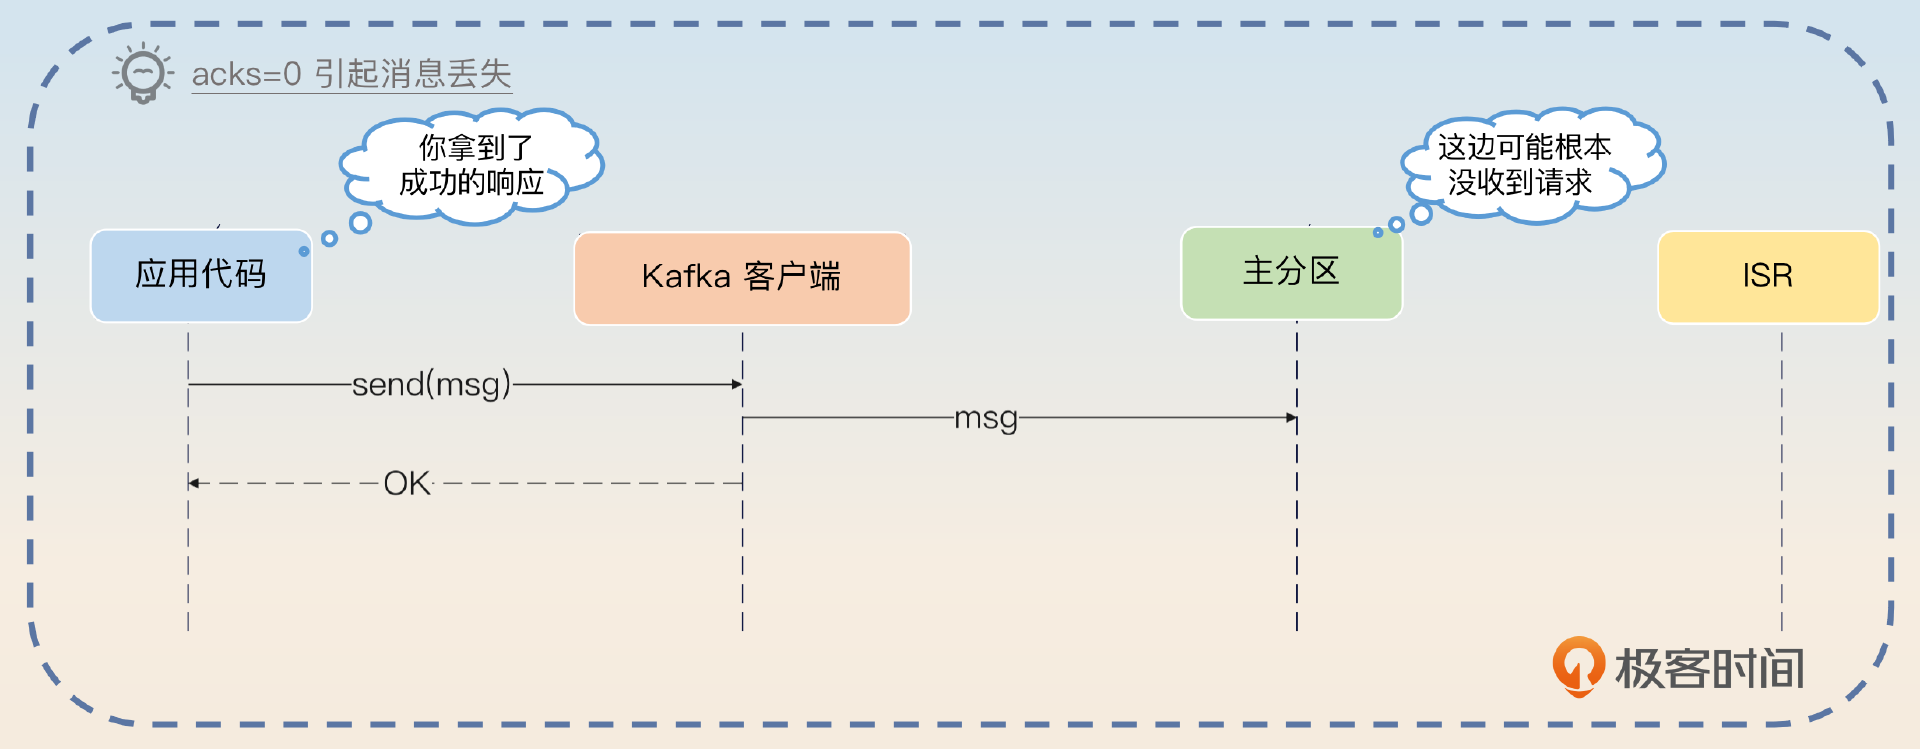 acks=0 引起消息丢失
你拿到了
成功的响应
这边可能根本
没收到请求
应用代码
Kafka 客户端
主分区
ISR
send(msg)
msg
OK
极客时间